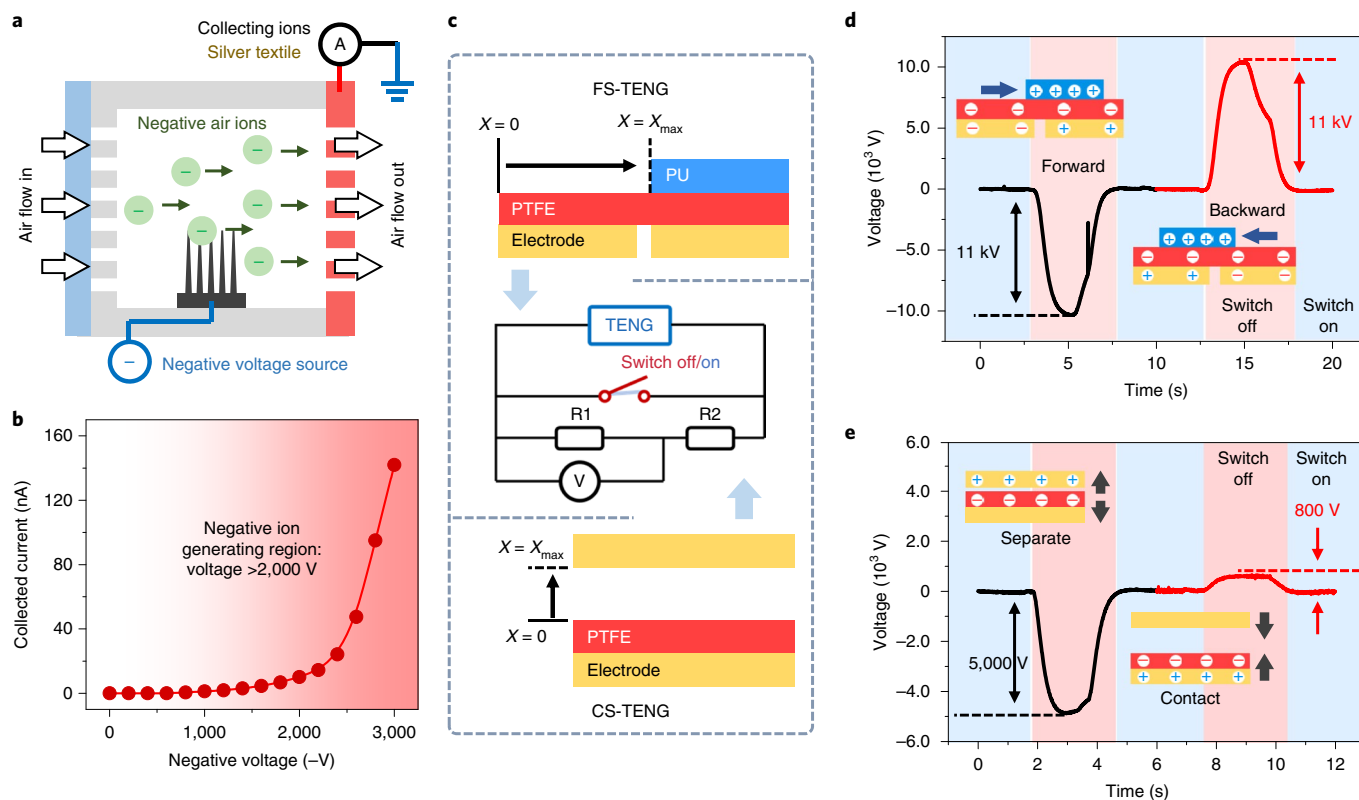 a
Collecting ions
Silver textile
A
Negative air ions
Air flow in
Air flow out
Negative voltage source
b
Collected current (nA)
160
120
80
40
0
Negative ion
generating region:
voltage >2,000 V
0
1,000
2,000
3,000
Negative voltage (–V)
c
FS-TENG
X = 0
X = Xmax
PU
PTFE
Electrode
TENG
Switch off/on
R1
R2
V
X = Xmax
X = 0
PTFE
Electrode
CS-TENG
d
Voltage (10³ V)
10.0
5.0
0
–5.0
–10.0
Forward
11 kV
11 kV
Backward
Switch
off
Switch
on
0
5
10
15
20
Time (s)
e
Voltage (10³ V)
6.0
4.0
2.0
0
–2.0
–4.0
–6.0
Separate
5,000 V
Switch
off
Switch
on
800 V
Contact
0
2
4
6
8
10
12
Time (s)